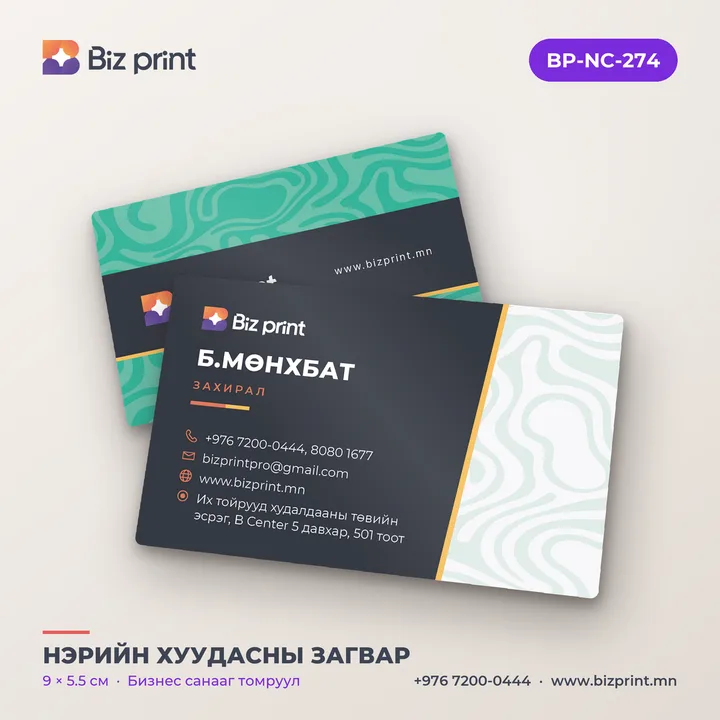 Biz print
BP-NC-274
www.bizprint.mn
Biz print
Б.МӨНХБАТ
ЗАХИРАЛ
+976 7200-0444, 8080 1677
bizprintpro@gmail.com
www.bizprint.mn
Их тойрууд худалдааны төвийн
эсрэг, B Center 5 давхар, 501 тоот
НЭРИЙН ХУУДАСНЫ ЗАГВАР
9 × 5.5 см · Бизнес санааг томруул
+976 7200-0444 · www.bizprint.mn